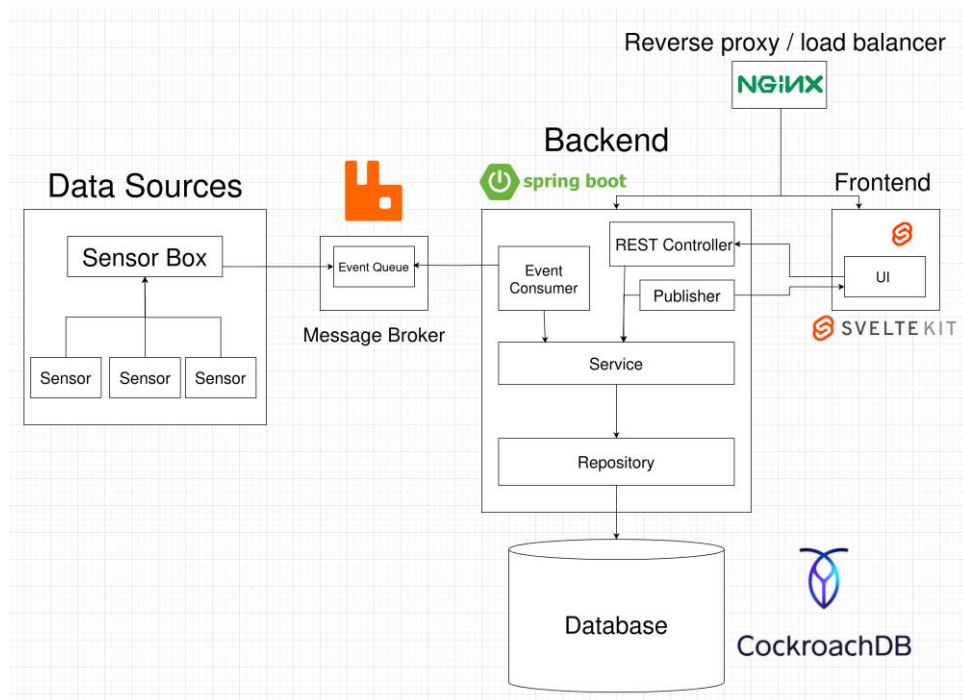 Reverse proxy / load balancer
NGINX
Backend
spring boot
Data Sources
Frontend
Sensor Box
Event Queue
Event
Consumer
REST Controller
Publisher
UI
Message Broker
SVELTEKIT
Sensor
Sensor
Sensor
Service
Repository
Database
CockroachDB